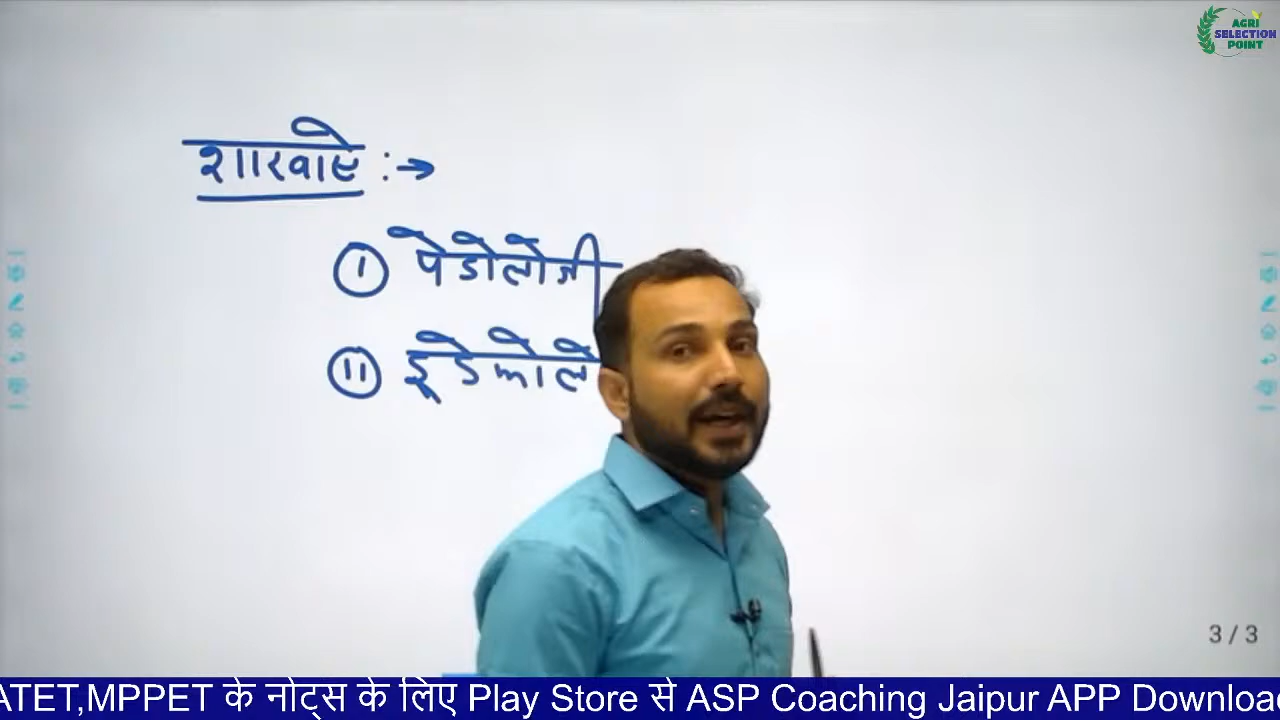 AGRI
SELECTION
POINT
शाखाऐ :→
① पेडोलोजी
⑪ इडेफोले
ATET,MPPET के नोट्स के लिए Play Store से ASP Coaching Jaipur APP Downloa
3 / 3